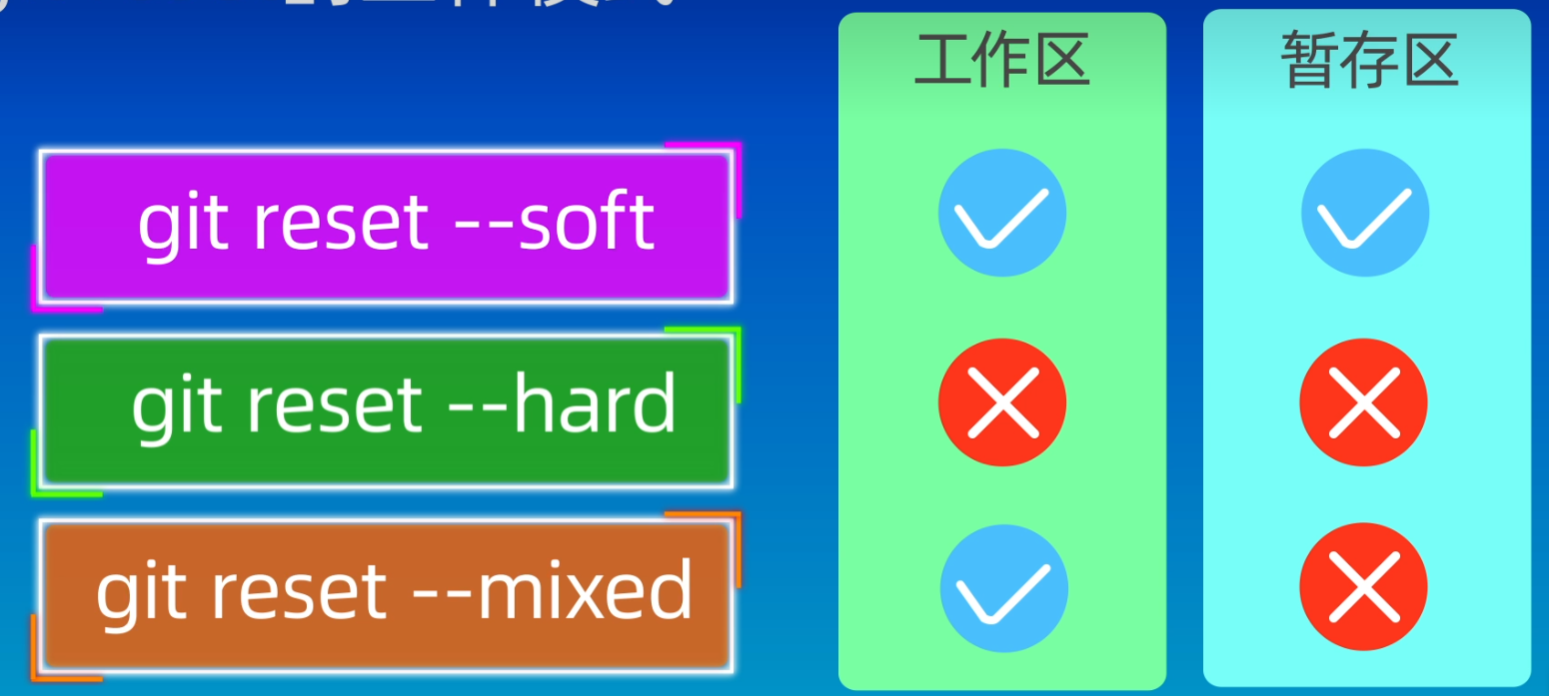 工作区
暂存区
git reset --soft
git reset --hard
git reset --mixed